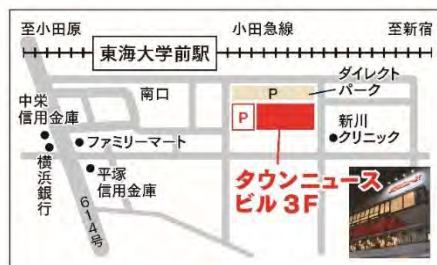 至小田原
小田急線
至新宿
東海大学前駅
ダイレクト
パーク
P
南口
中栄
信用金庫
P
新川
クリニック
ファミリーマート
タウンニュース
ビル3F
横浜銀行
平塚
信用金庫
614号